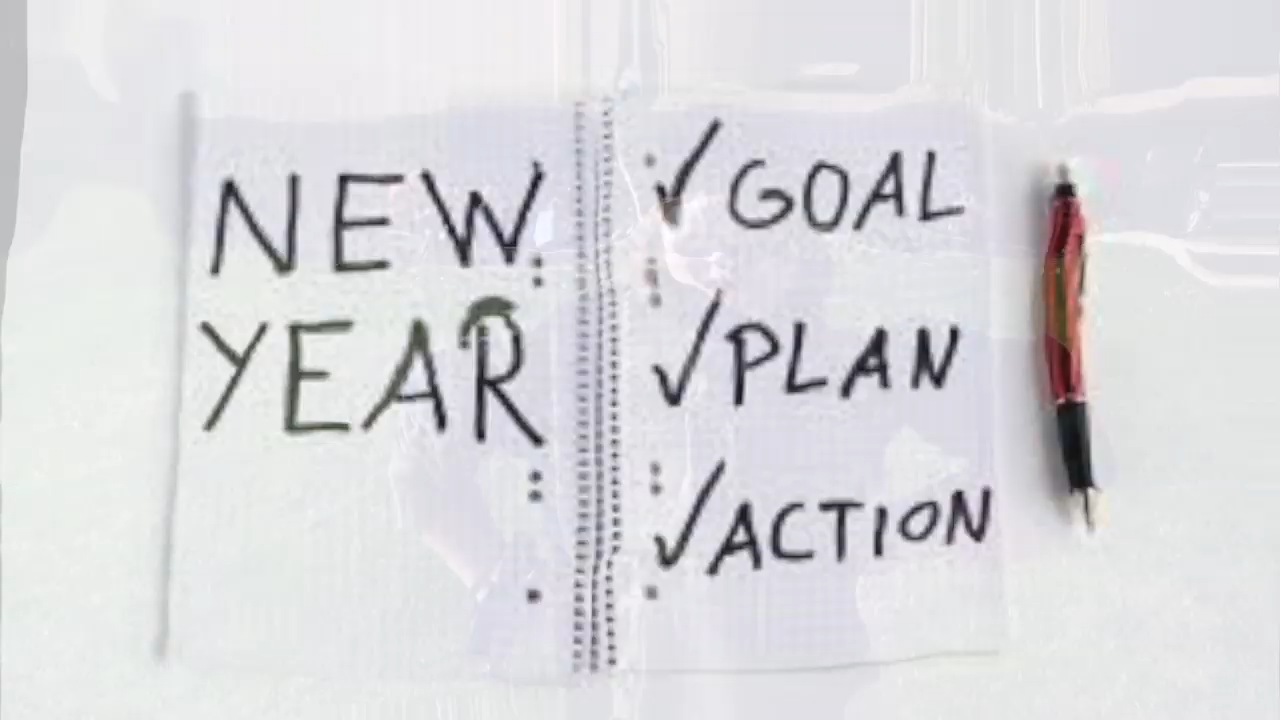 NEW
YEAR
✓ GOAL
✓ PLAN
✓ ACTION